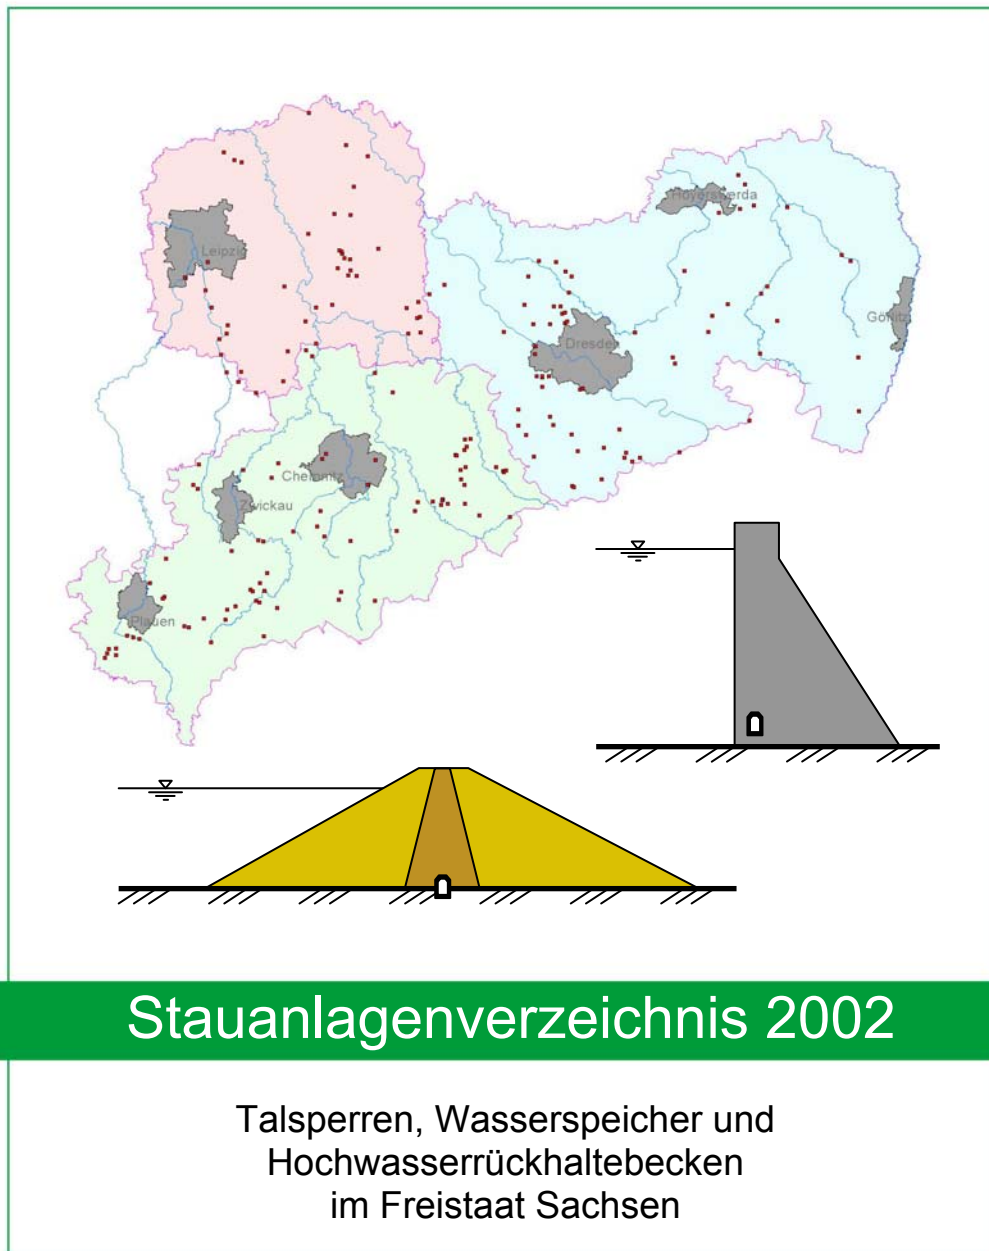 Hoyerswerda
Leipzig
Görlitz
Dresden
Chemnitz
Zwickau
Plauen
Stauanlagenverzeichnis 2002
Talsperren, Wasserspeicher und
Hochwasserrückhaltebecken
im Freistaat Sachsen